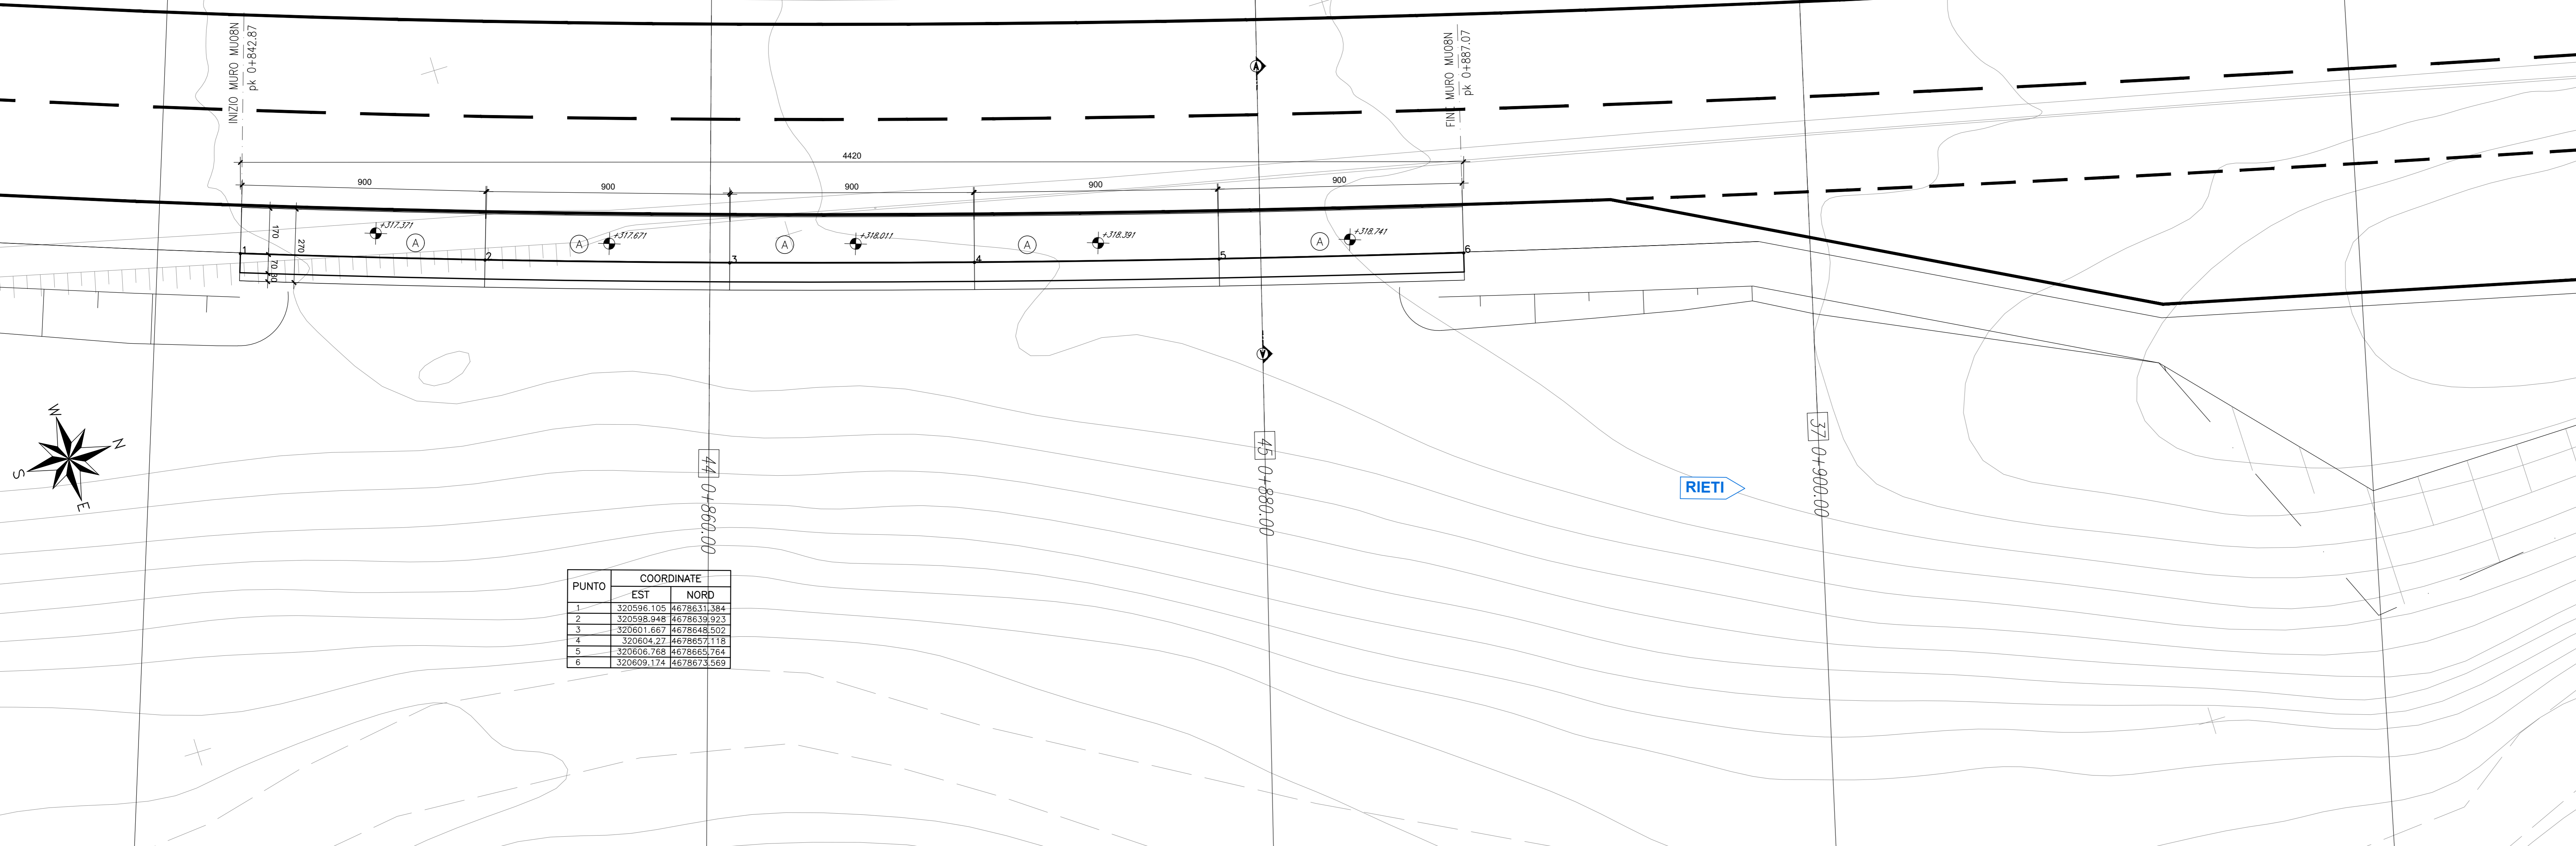 INIZIO MURO MU08N
pk 0+842.87
FINE MURO MU08N
pk 0+887.07
A
4420
900
900
900
900
900
170
270
70
30
+317.371
+317.671
+318.011
+318.391
+318.741
A
A
A
A
A
1
2
3
4
5
6
A
W
N
S
E
44 0+860.00
45 0+880.00
37 0+900.00
RIETI
PUNTO COORDINATE
EST NORD
1 320596.105 4678631.384
2 320598.948 4678639.923
3 320601.667 4678648.502
4 320604.27 4678657.118
5 320606.768 4678665.764
6 320609.174 4678673.569